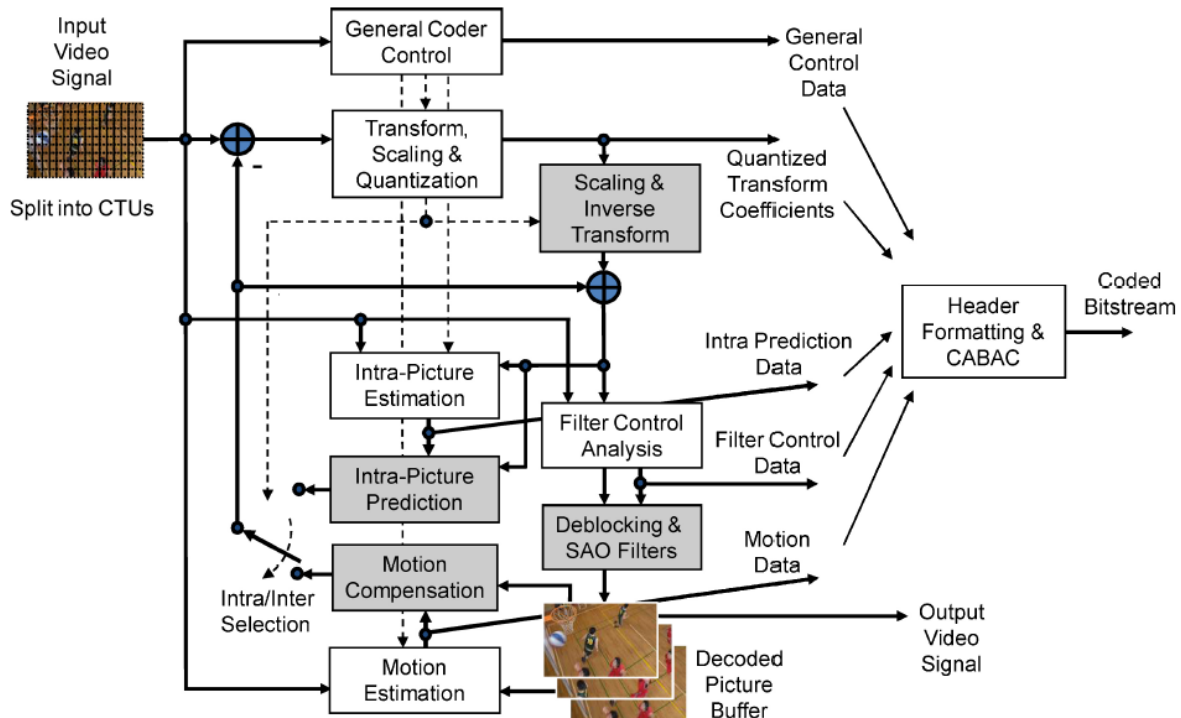 Input
Video
Signal
Split into CTUs
General Coder
Control
General
Control
Data
Transform,
Scaling &
Quantization
-
Quantized
Transform
Coefficients
Scaling &
Inverse
Transform
Header
Formatting &
CABAC
Coded
Bitstream
Intra Prediction
Data
Intra-Picture
Estimation
Filter Control
Analysis
Filter Control
Data
Intra-Picture
Prediction
Deblocking &
SAO Filters
Motion
Data
Motion
Compensation
Intra/Inter
Selection
Output
Video
Signal
Motion
Estimation
Decoded
Picture
Buffer